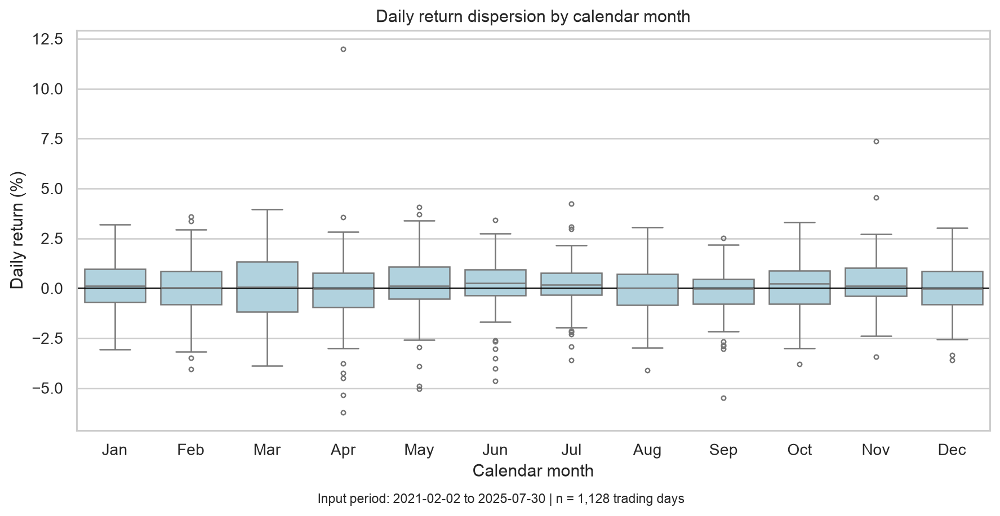 Daily return dispersion by calendar month
Daily return (%)
12.5
10.0
7.5
5.0
2.5
0.0
−2.5
−5.0
Jan Feb Mar Apr May Jun Jul Aug Sep Oct Nov Dec
Calendar month
Input period: 2021-02-02 to 2025-07-30 | n = 1,128 trading days